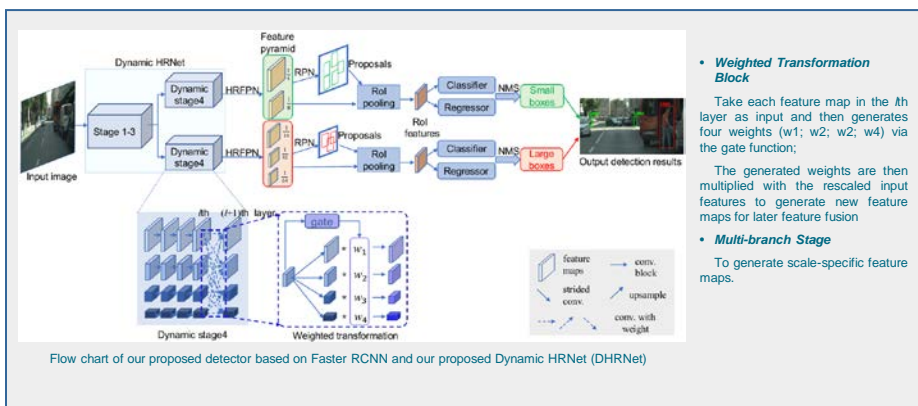 Feature
pyramid
Dynamic HRNet
RPN
Proposals
Dynamic
stage4
HRFPN
RoI
pooling
Classifier
Regressor
NMS
Small
boxes
Stage 1-3
RoI
features
Dynamic
stage4
HRFPN
RPN
Proposals
RoI
pooling
Classifier
Regressor
NMS
Large
boxes
Input image
Output detection results
lth (l+1)th layer
gate
* w1
* w2
* w3
* w4
Dynamic stage4
Weighted transformation
feature
maps
conv.
block
strided
conv.
upsample
conv. with
weight
Flow chart of our proposed detector based on Faster RCNN and our proposed Dynamic HRNet (DHRNet)
• Weighted Transformation
Block
Take each feature map in the lth
layer as input and then generates
four weights (w1; w2; w2; w4) via
the gate function;
The generated weights are then
multiplied with the rescaled input
features to generate new feature
maps for later feature fusion
• Multi-branch Stage
To generate scale-specific feature
maps.